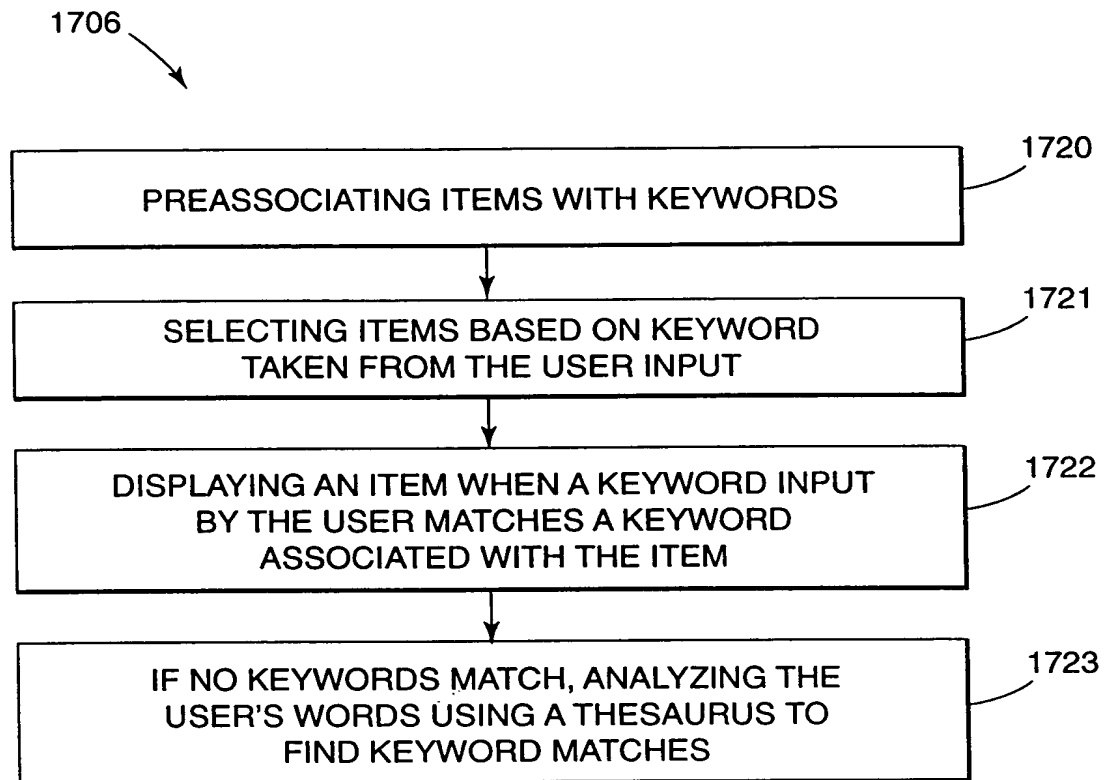 1706
1720
PREASSOCIATING ITEMS WITH KEYWORDS
1721
SELECTING ITEMS BASED ON KEYWORD
TAKEN FROM THE USER INPUT
1722
DISPLAYING AN ITEM WHEN A KEYWORD INPUT
BY THE USER MATCHES A KEYWORD
ASSOCIATED WITH THE ITEM
1723
IF NO KEYWORDS MATCH, ANALYZING THE
USER'S WORDS USING A THESAURUS TO
FIND KEYWORD MATCHES